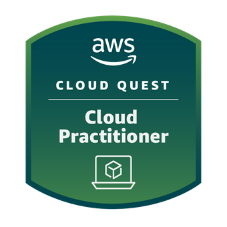 aws
CLOUD QUEST
Cloud
Practitioner